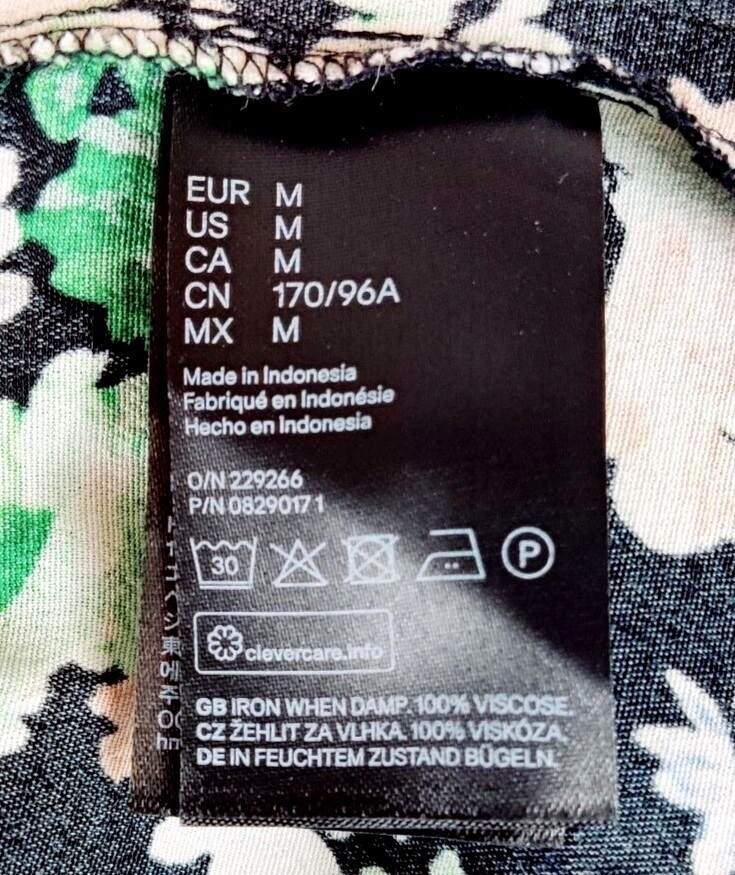 EUR M
US M
CA M
CN 170/96A
MX M
Made in Indonesia
Fabriqué en Indonésie
Hecho en Indonesia
O/N 229266
P/N 08290171
30 P
clevercare.info
GB IRON WHEN DAMP. 100% VISCOSE.
CZ ŽEHLIT ZA VLHKA. 100% VISKÓZA.
DE IN FEUCHTEM ZUSTAND BÜGELN.